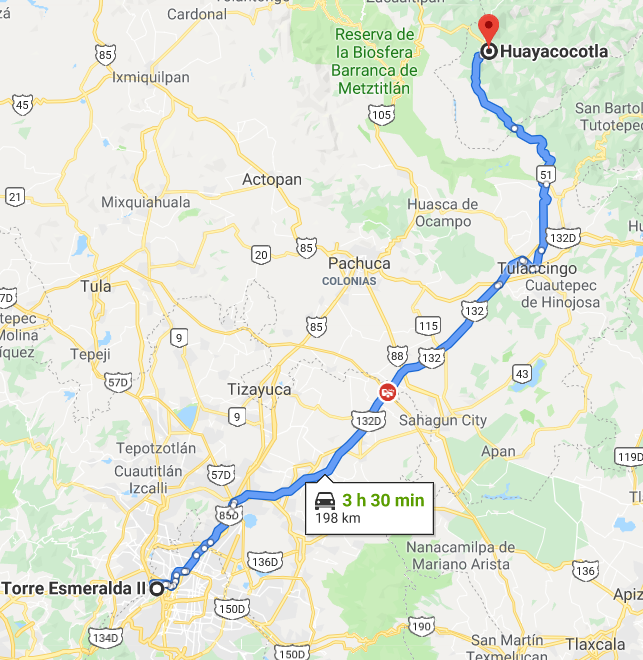 Cardonal
85
Ixmiquilpan
Reserva de
la Biosfera
Barranca de
Metztitlán
Huayacocotla
45
105
San Bartol
Tutotepec
Actopan
51
21
Mixquiahuala
Huasca de
Ocampo
85
132D
20
Pachuca
COLONIAS
Tulancingo
Cuautepec
de Hinojosa
Tula
Tepeji
85
115
132
9
88
132
57D
43
Tizayuca
9
132D
Sahagun City
Tepotzotlán
Apan
119D
Cuautitlán
Izcalli
57D
3 h 30 min
198 km
85D
Nanacamilpa de
Mariano Arista
136D
136
Torre Esmeralda II
Apiz
150D
134D
190
San Martín
Texmelucan
Tlaxcala
150D